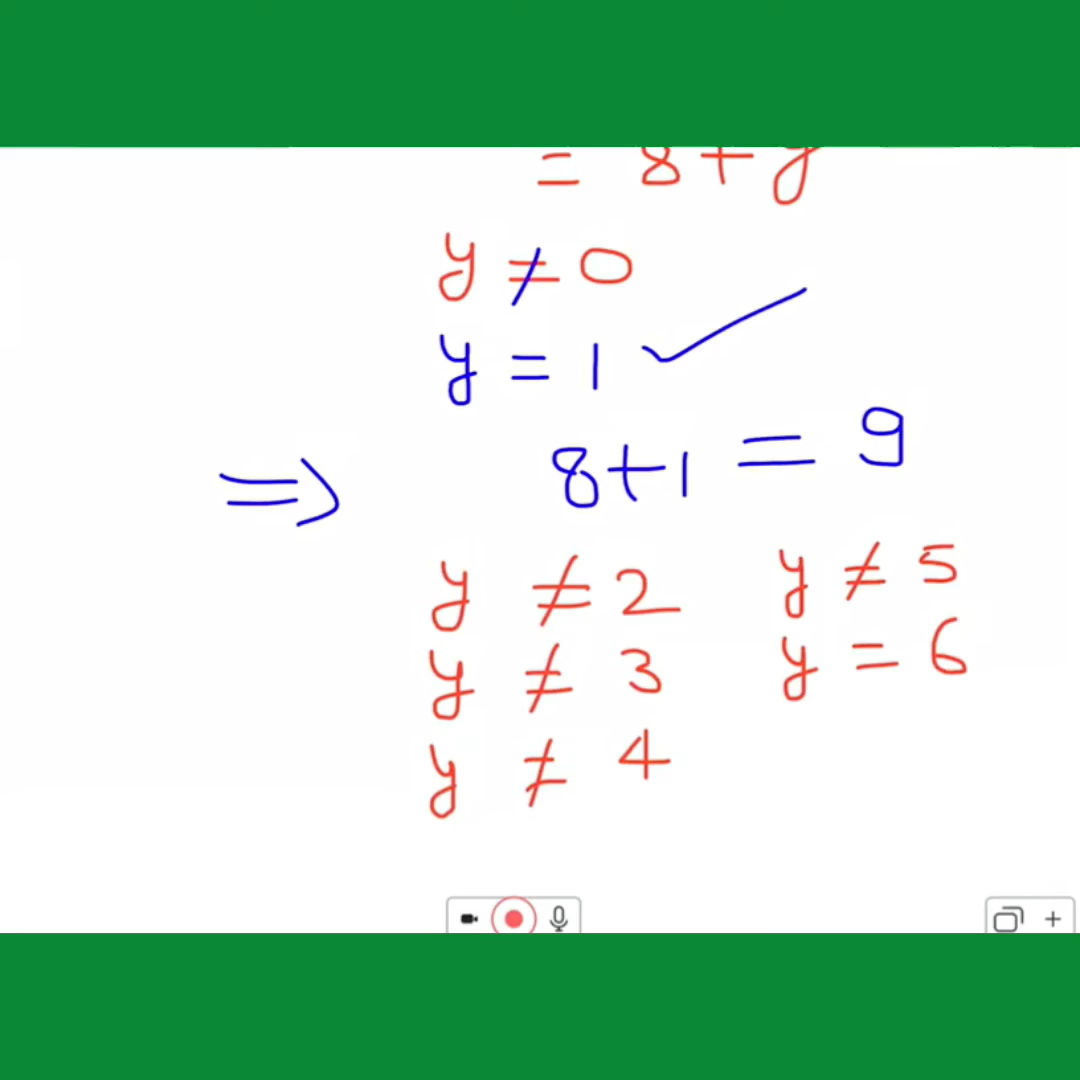 = 8+y
y ≠ 0
y = 1 ✓
⇒ 8+1 = 9
y ≠ 2 y ≠ 5
y ≠ 3 y = 6
y ≠ 4